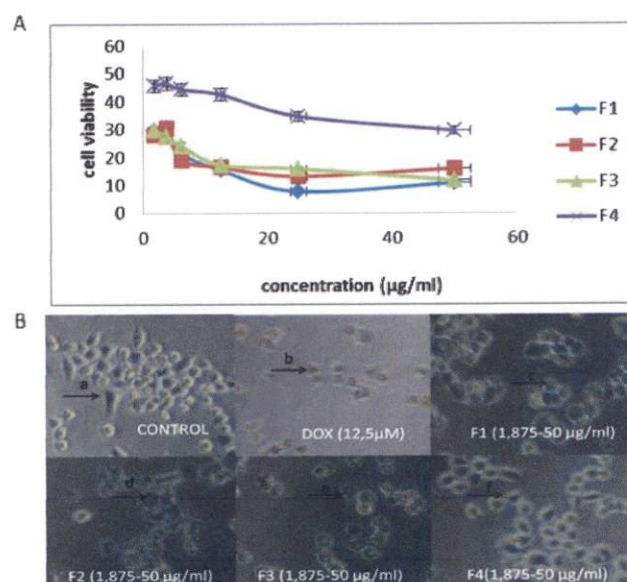 A
60
50
40
30
20
10
0
cell viability
0 20 40 60
concentration (µg/ml)
F1
F2
F3
F4
B
a
CONTROL
b
DOX (12,5µM)
F1 (1,875-50 µg/ml)
d
F2 (1,875-50 µg/ml)
F3 (1,875-50 µg/ml)
F4(1,875-50 µg/ml)